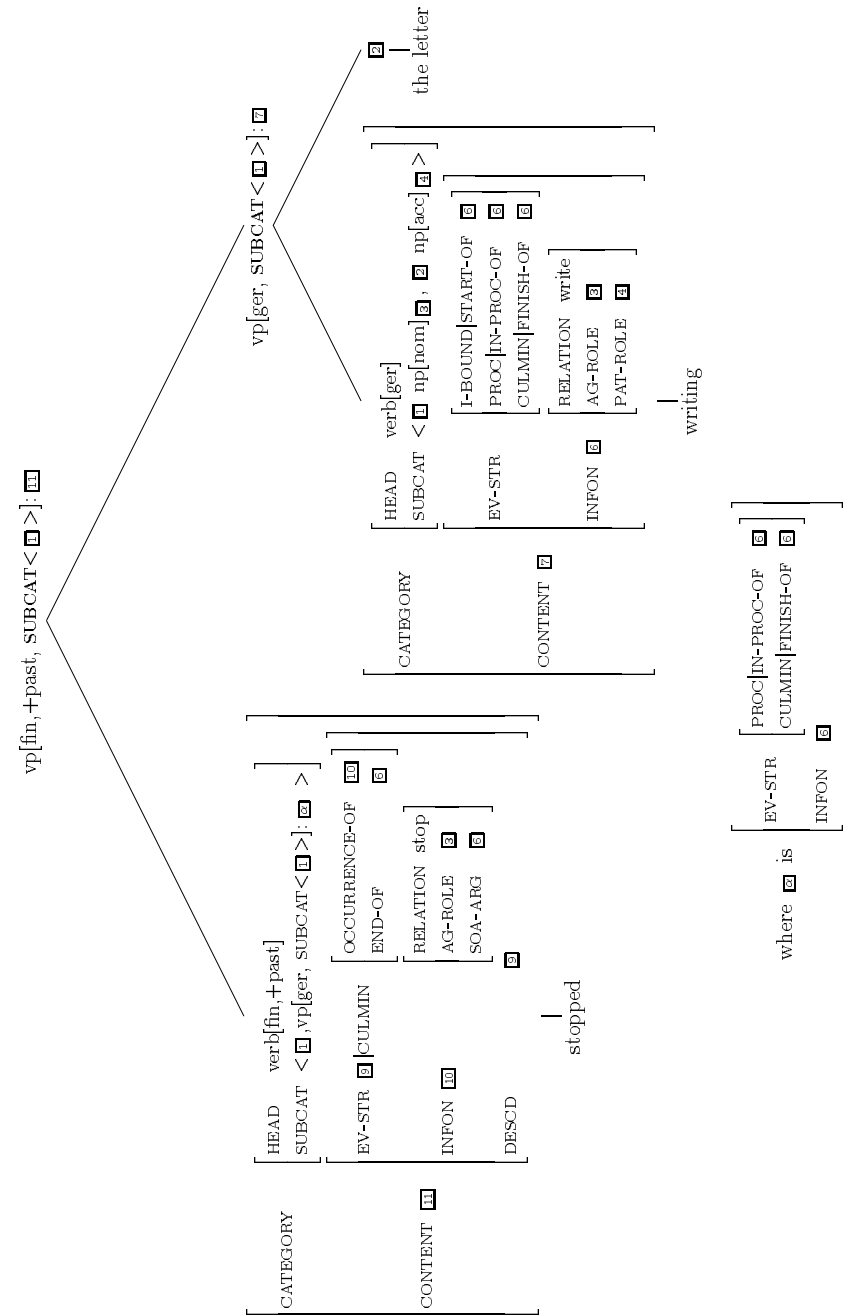 vp[fin,+past, SUBCAT< 1 >]: 11
vp[ger, SUBCAT< 1 >]: 7
CATEGORY
HEAD verb[fin,+past]
SUBCAT < 1 ,vp[ger, SUBCAT< 1 >]: α >
CONTENT 11
EV-STR 9 |CULMIN
OCCURRENCE-OF 10
END-OF 6
INFON 10
RELATION stop
AG-ROLE 3
SOA-ARG 6
DESCD 9
stopped
CATEGORY
HEAD verb[ger]
SUBCAT < 1 np[nom] 3 , 2 np[acc] 4 >
CONTENT 7
EV-STR
I-BOUND|START-OF 6
PROC|IN-PROC-OF 6
CULMIN|FINISH-OF 6
INFON 6
RELATION write
AG-ROLE 3
PAT-ROLE 4
writing
2
the letter
where α is
EV-STR
PROC|IN-PROC-OF 6
CULMIN|FINISH-OF 6
INFON 6